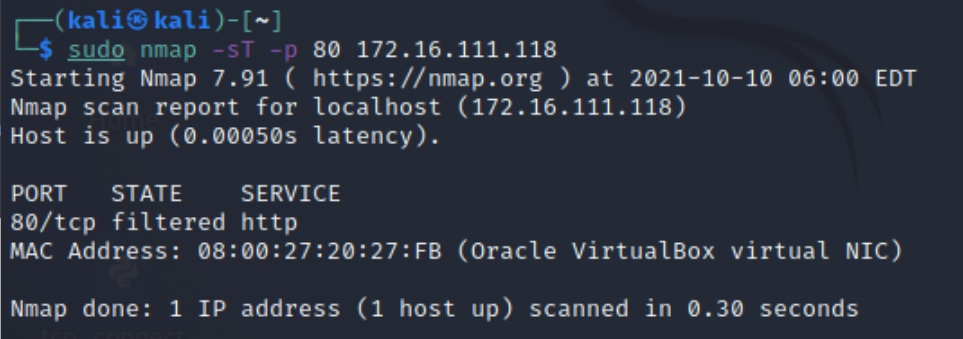 (kali㉿kali)-[~]
$ sudo nmap -sT -p 80 172.16.111.118
Starting Nmap 7.91 ( https://nmap.org ) at 2021-10-10 06:00 EDT
Nmap scan report for localhost (172.16.111.118)
Host is up (0.00050s latency).
PORT   STATE    SERVICE
80/tcp filtered http
MAC Address: 08:00:27:20:27:FB (Oracle VirtualBox virtual NIC)
Nmap done: 1 IP address (1 host up) scanned in 0.30 seconds